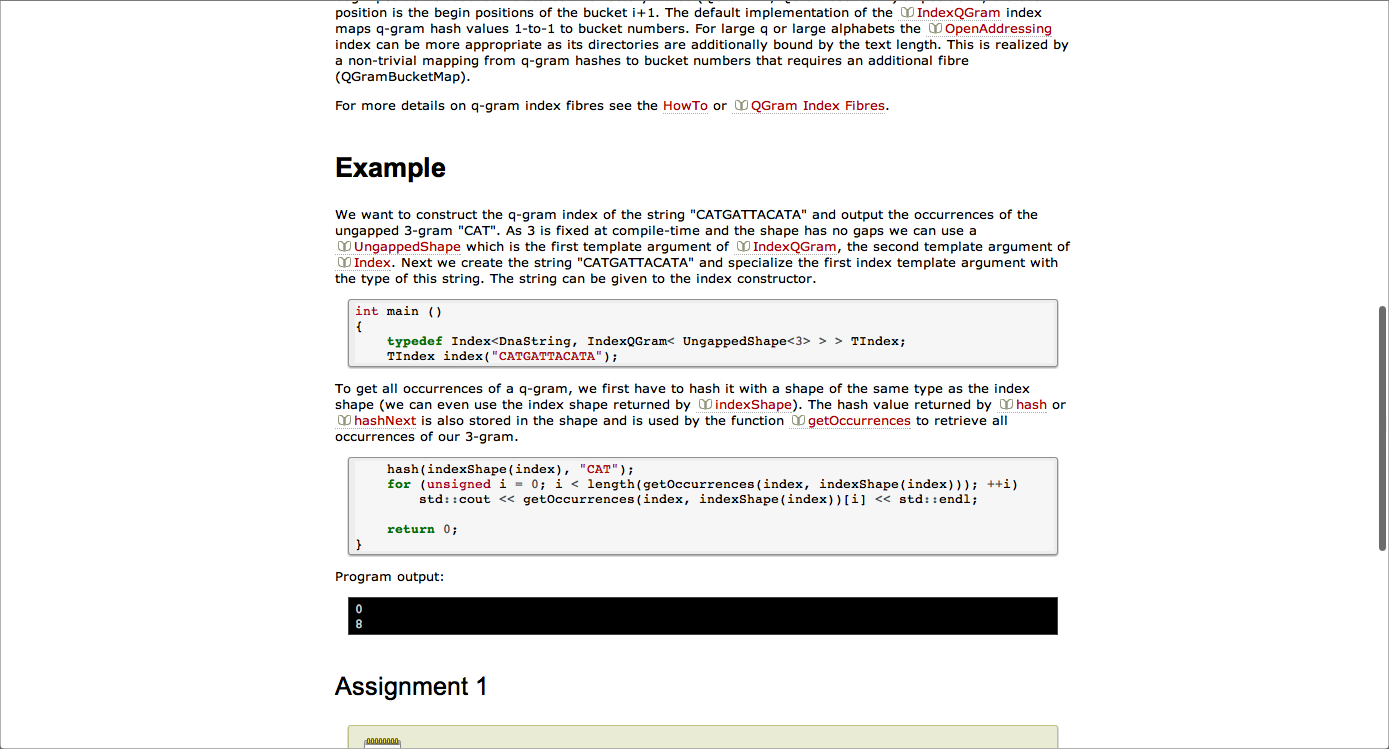 position is the begin positions of the bucket i+1. The default implementation of the IndexQGram index
maps q-gram hash values 1-to-1 to bucket numbers. For large q or large alphabets the OpenAddressing
index can be more appropriate as its directories are additionally bound by the text length. This is realized by
a non-trivial mapping from q-gram hashes to bucket numbers that requires an additional fibre
(QGramBucketMap).
For more details on q-gram index fibres see the HowTo or QGram Index Fibres.
Example
We want to construct the q-gram index of the string "CATGATTACATA" and output the occurrences of the
ungapped 3-gram "CAT". As 3 is fixed at compile-time and the shape has no gaps we can use a
UngappedShape which is the first template argument of IndexQGram, the second template argument of
Index. Next we create the string "CATGATTACATA" and specialize the first index template argument with
the type of this string. The string can be given to the index constructor.
int main ()
{
    typedef Index<DnaString, IndexQGram< UngappedShape<3> > > TIndex;
    TIndex index("CATGATTACATA");
To get all occurrences of a q-gram, we first have to hash it with a shape of the same type as the index
shape (we can even use the index shape returned by indexShape). The hash value returned by hash or
hashNext is also stored in the shape and is used by the function getOccurrences to retrieve all
occurrences of our 3-gram.
    hash(indexShape(index), "CAT");
    for (unsigned i = 0; i < length(getOccurrences(index, indexShape(index))); ++i)
        std::cout << getOccurrences(index, indexShape(index))[i] << std::endl;
    return 0;
}
Program output:
0
8
Assignment 1